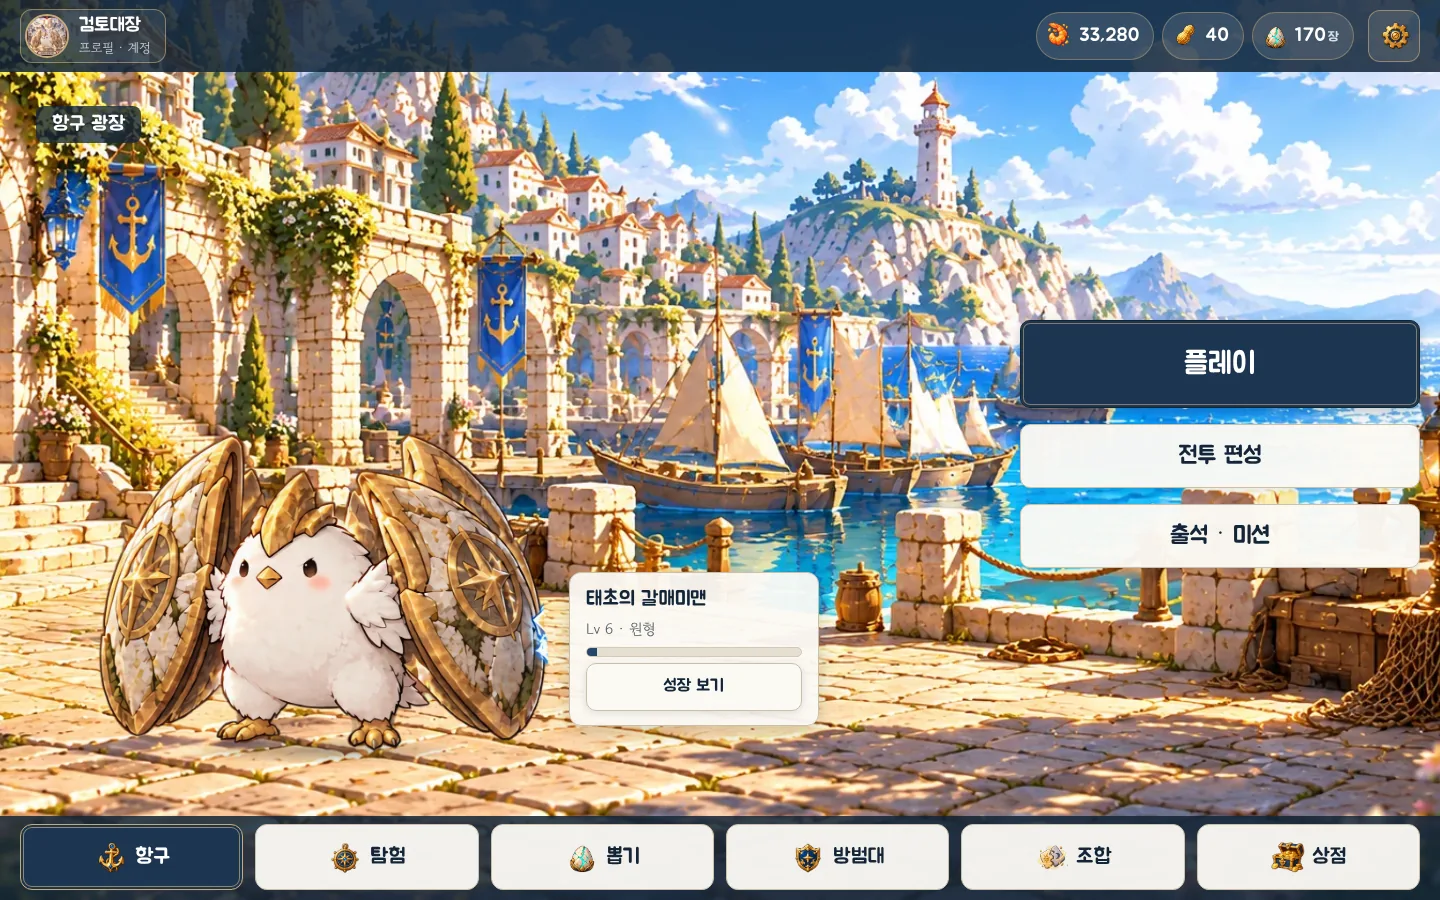 검토대장
프로필 · 계정
33,280
40
170장
항구 광장
플레이
전투 편성
출석 · 미션
태초의 갈매미맨
Lv 6 · 원형
성장 보기
항구
탐험
뽑기
방범대
조합
상점